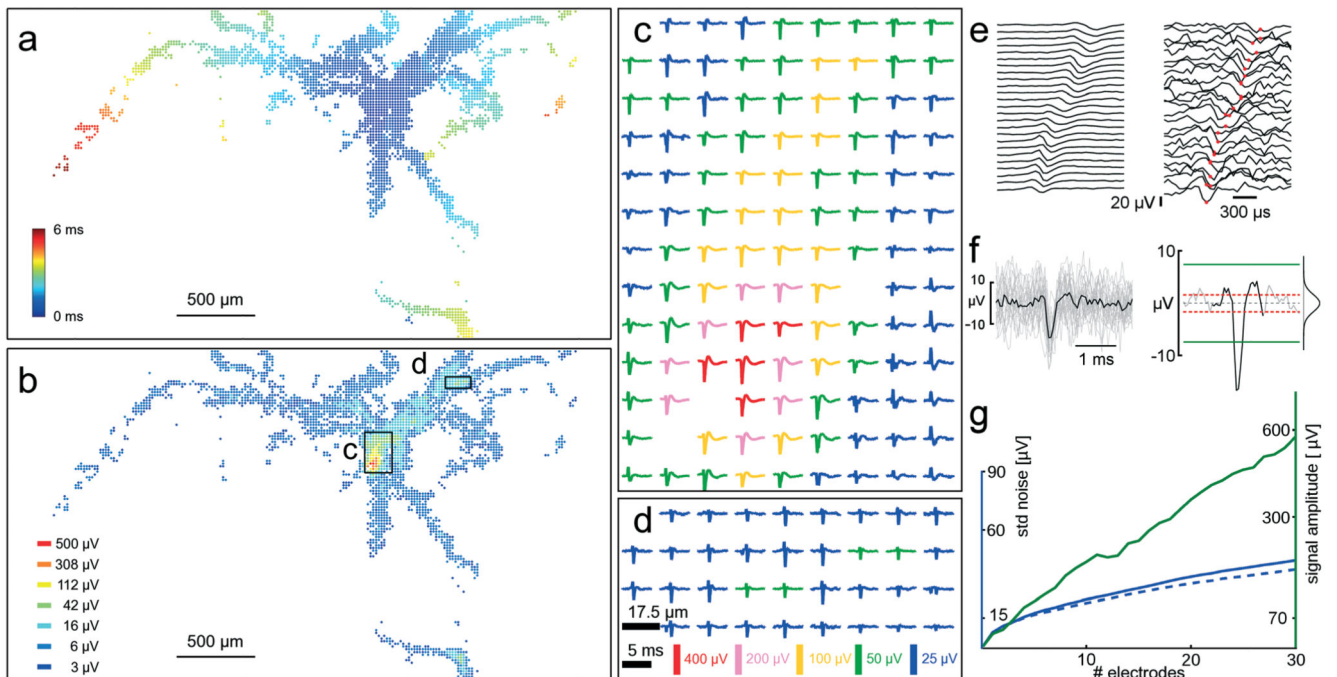 a
6 ms
0 ms
500 µm
b
d
c
500 µV
308 µV
112 µV
42 µV
16 µV
6 µV
3 µV
500 µm
c
d
17.5 µm
5 ms
400 µV
200 µV
100 µV
50 µV
25 µV
e
20 µV
300 µs
f
10
µV
−10
1 ms
10
µV
-10
g
std noise [µV]
90
60
15
600
300
70
signal amplitude [ µV]
10
20
30
# electrodes